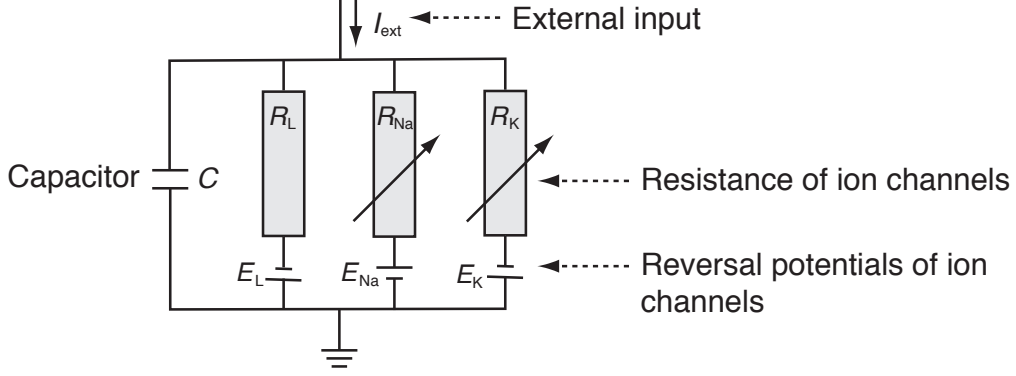 I_ext External input
R_L R_Na R_K
Capacitor C
Resistance of ion channels
E_L E_Na E_K
Reversal potentials of ion
channels